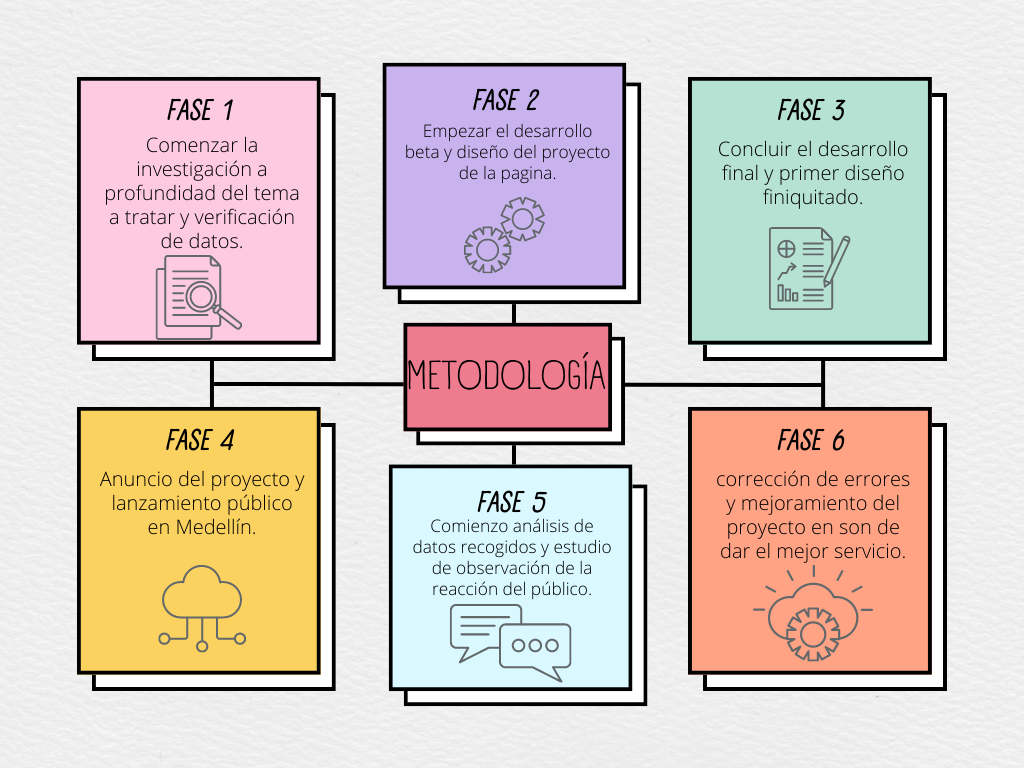 FASE 1
Comenzar la
investigación a
profundidad del tema
a tratar y verificación
de datos.
FASE 2
Empezar el desarrollo
beta y diseño del proyecto
de la pagina.
FASE 3
Concluir el desarrollo
final y primer diseño
finiquitado.
METODOLOGÍA
FASE 4
Anuncio del proyecto y
lanzamiento público
en Medellín.
FASE 5
Comienzo análisis de
datos recogidos y estudio
de observación de la
reacción del público.
FASE 6
corrección de errores
y mejoramiento del
proyecto en son de
dar el mejor servicio.